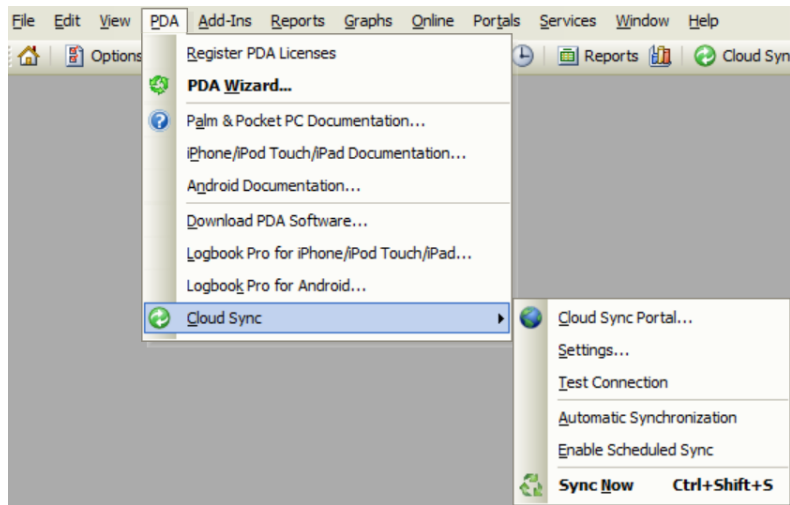 File Edit View PDA Add-Ins Reports Graphs Online Portals Services Window Help
Options Reports Cloud Syn
Register PDA Licenses
PDA Wizard...
Palm & Pocket PC Documentation...
iPhone/iPod Touch/iPad Documentation...
Android Documentation...
Download PDA Software...
Logbook Pro for iPhone/iPod Touch/iPad...
Logbook Pro for Android...
Cloud Sync
Cloud Sync Portal...
Settings...
Test Connection
Automatic Synchronization
Enable Scheduled Sync
Sync Now Ctrl+Shift+S